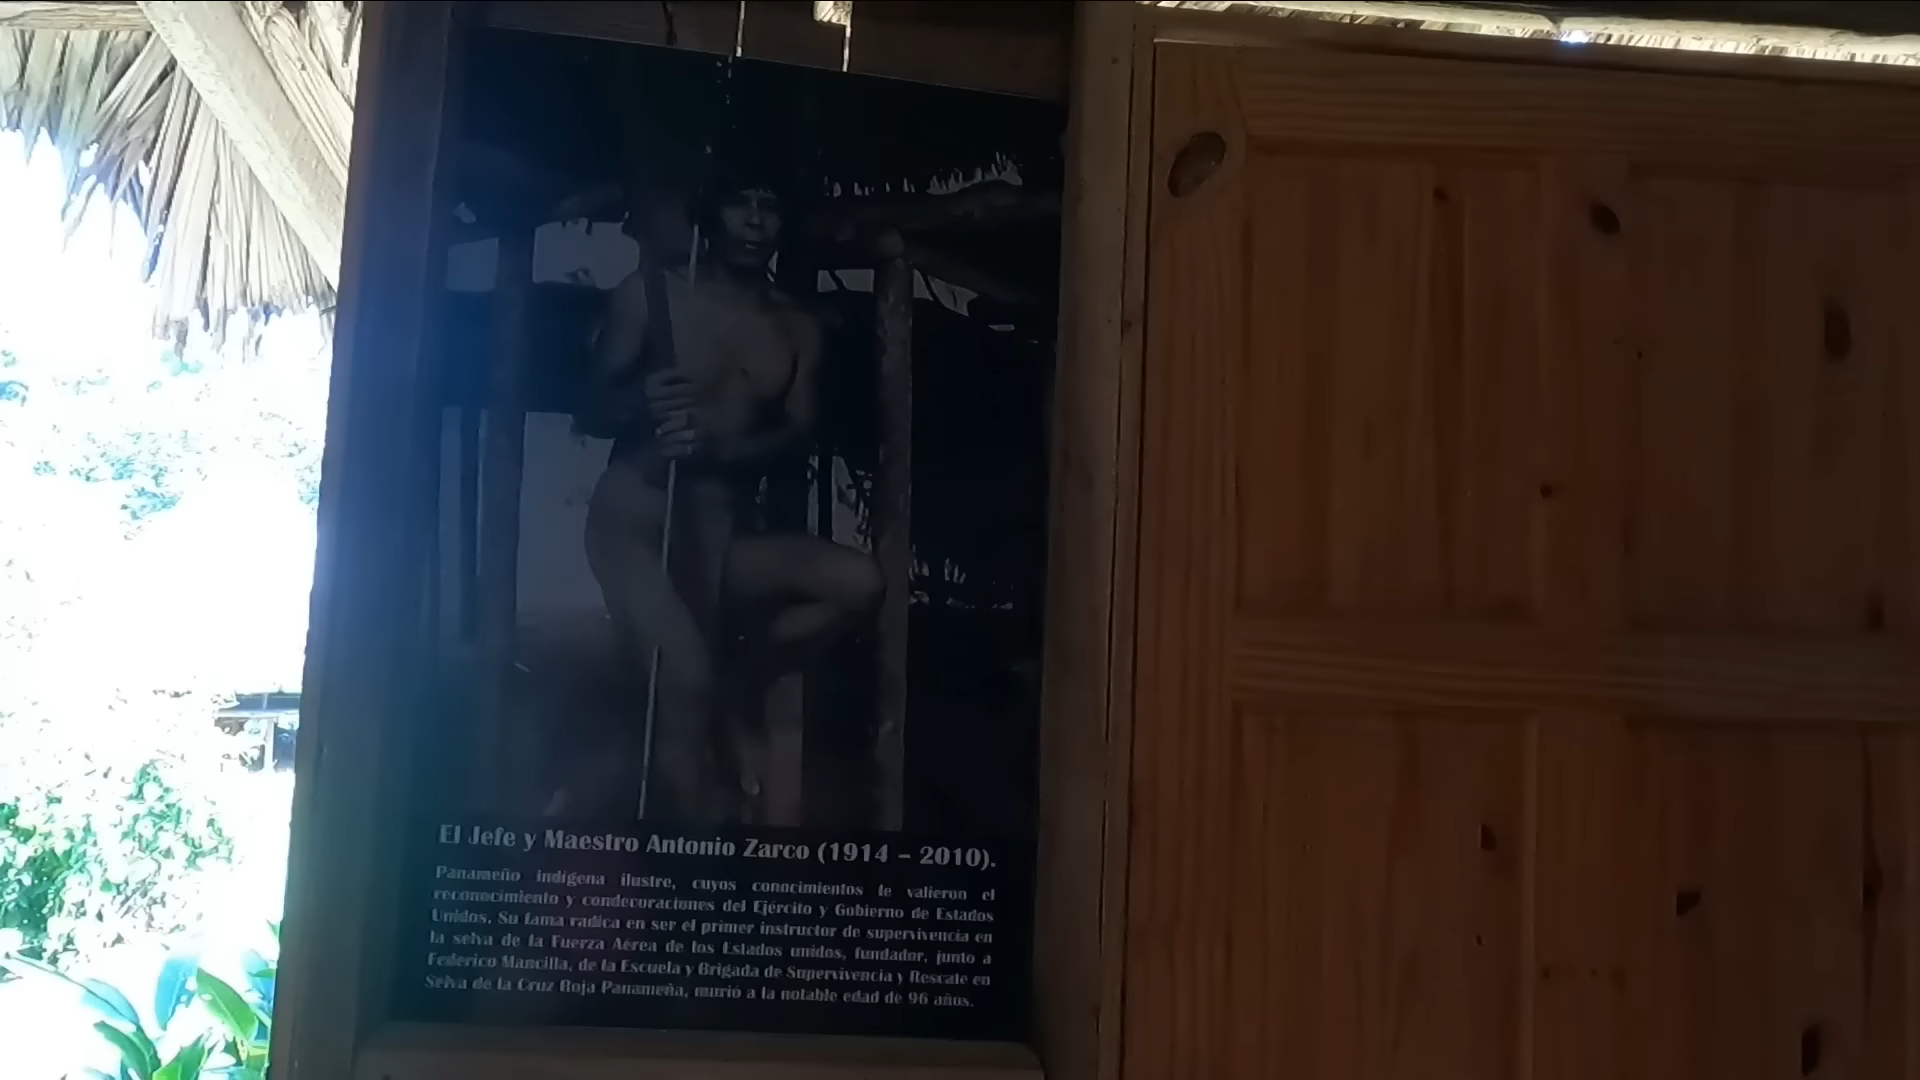 El Jefe y Maestro Antonio Zarco (1914 – 2010).
Panameño indígena ilustre, cuyos conocimientos le valieron el
reconocimiento y condecoraciones del Ejército y Gobierno de Estados
Unidos. Su fama radica en ser el primer instructor de supervivencia en
la selva de la Fuerza Aérea de los Estados unidos, fundador, junto a
Federico Mancilla, de la Escuela y Brigada de Supervivencia y Rescate en
Selva de la Cruz Roja Panameña, murió a la notable edad de 96 años.